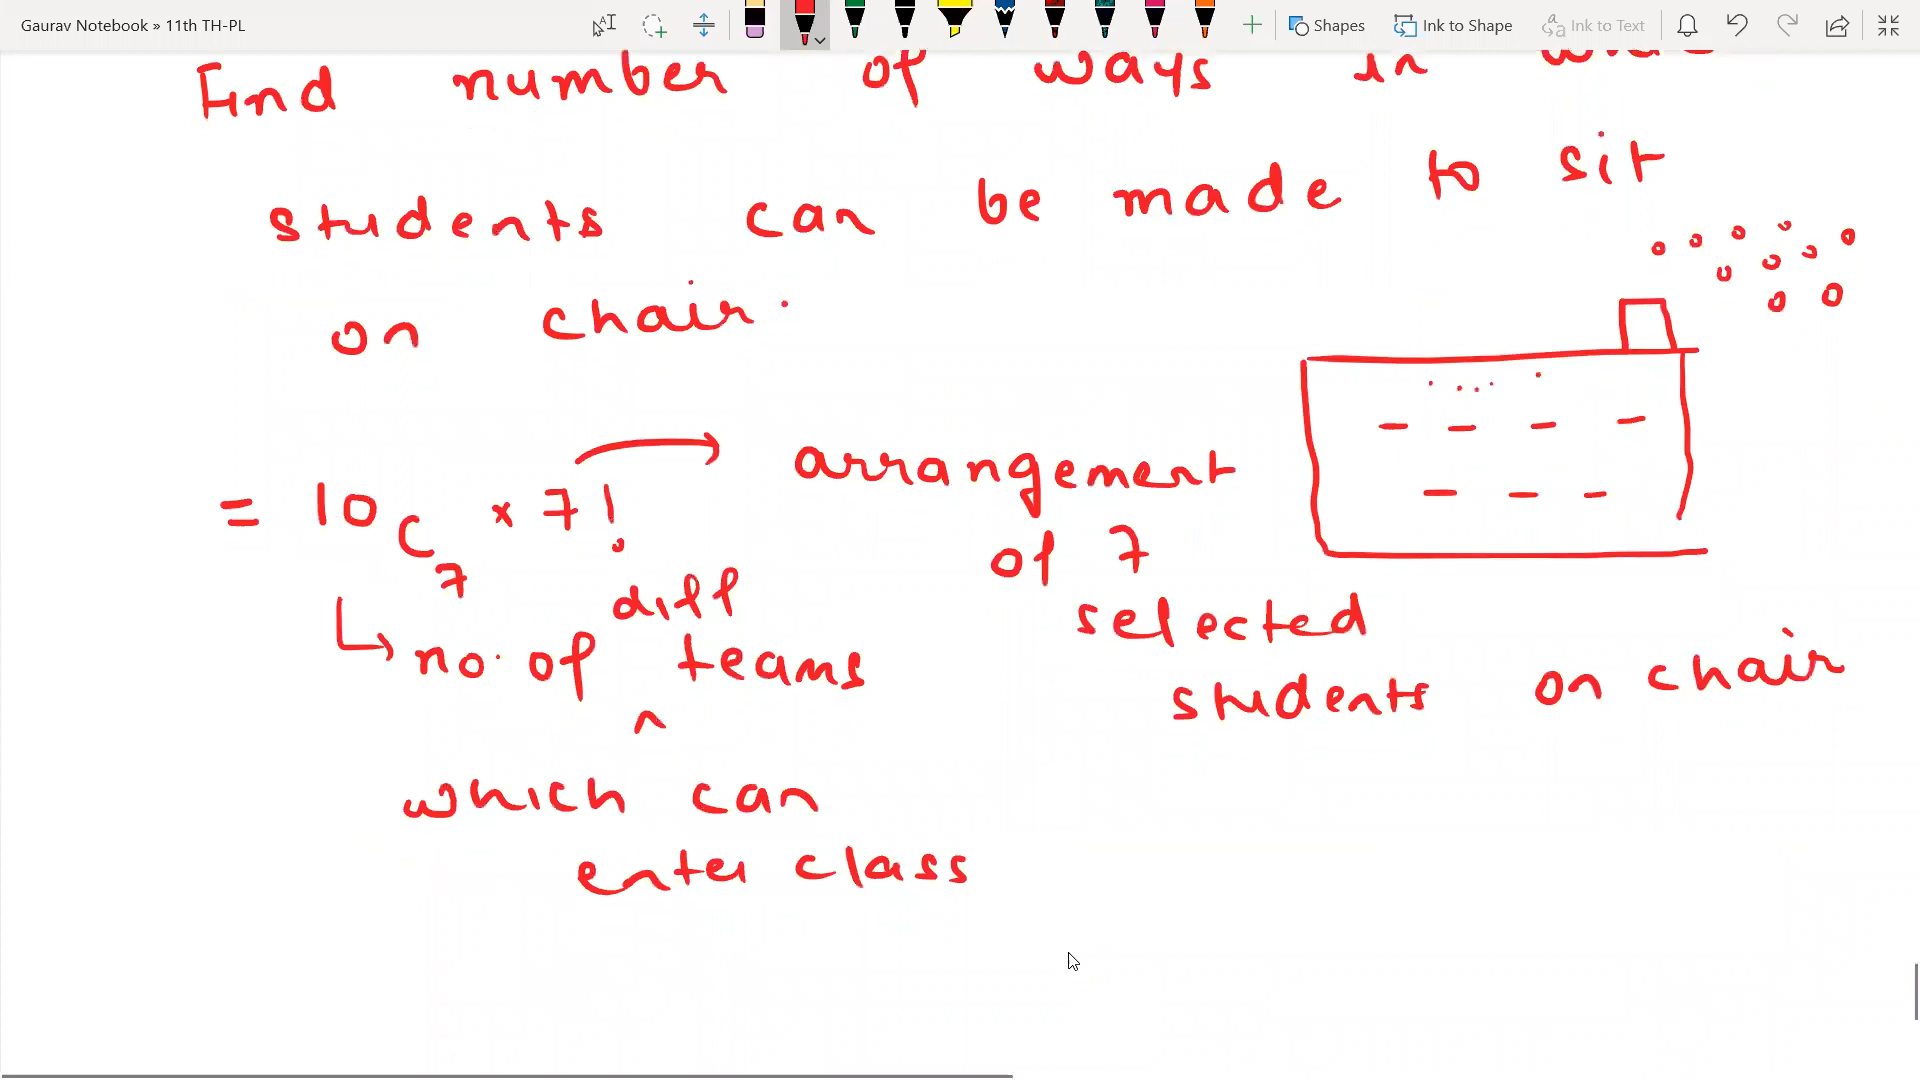 Gaurav Notebook » 11th TH-PL
Shapes Ink to Shape Ink to Text
Find number of ways in
students can be made to sit
on chair.
= 10C7 × 7! → arrangement
of 7
selected
students on chair
↳ no. of diff teams
^
which can
enter class